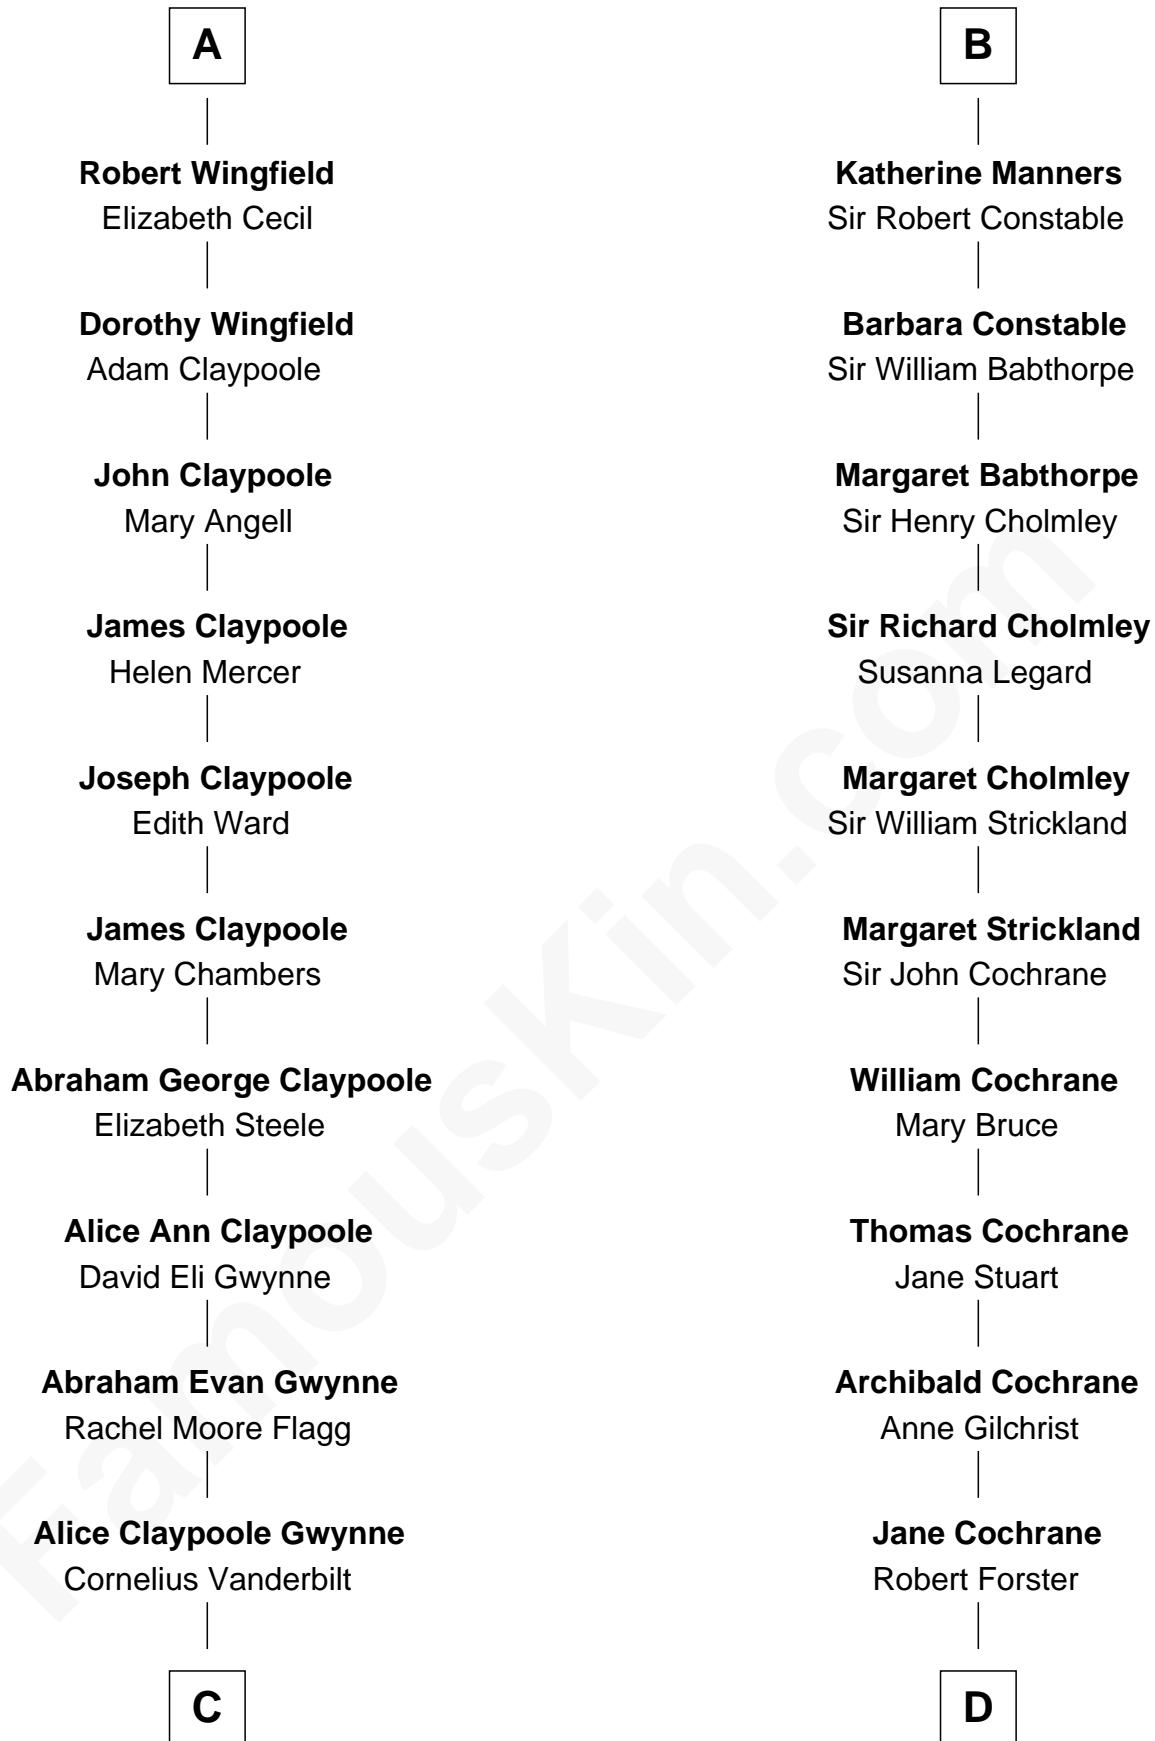 A
Robert Wingfield
Elizabeth Cecil
Dorothy Wingfield
Adam Claypoole
John Claypoole
Mary Angell
James Claypoole
Helen Mercer
Joseph Claypoole
Edith Ward
James Claypoole
Mary Chambers
Abraham George Claypoole
Elizabeth Steele
Alice Ann Claypoole
David Eli Gwynne
Abraham Evan Gwynne
Rachel Moore Flagg
Alice Claypoole Gwynne
Cornelius Vanderbilt
C
B
Katherine Manners
Sir Robert Constable
Barbara Constable
Sir William Babthorpe
Margaret Babthorpe
Sir Henry Cholmley
Sir Richard Cholmley
Susanna Legard
Margaret Cholmley
Sir William Strickland
Margaret Strickland
Sir John Cochrane
William Cochrane
Mary Bruce
Thomas Cochrane
Jane Stuart
Archibald Cochrane
Anne Gilchrist
Jane Cochrane
Robert Forster
D
FamousKin.com